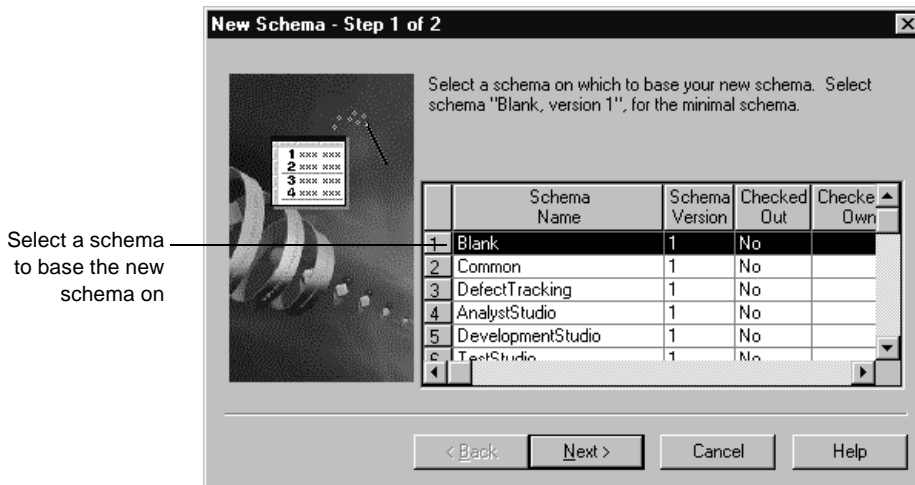 New Schema - Step 1 of 2
Select a schema on which to base your new schema. Select
schema "Blank, version 1", for the minimal schema.
1 xxx xxx
2 xxx xxx
3 xxx xxx
4 xxx xxx
Select a schema
to base the new
schema on
Schema Name Schema Version Checked Out Checke Own
1 Blank 1 No
2 Common 1 No
3 DefectTracking 1 No
4 AnalystStudio 1 No
5 DevelopmentStudio 1 No
6 TestStudio 1 No
< Back Next > Cancel Help